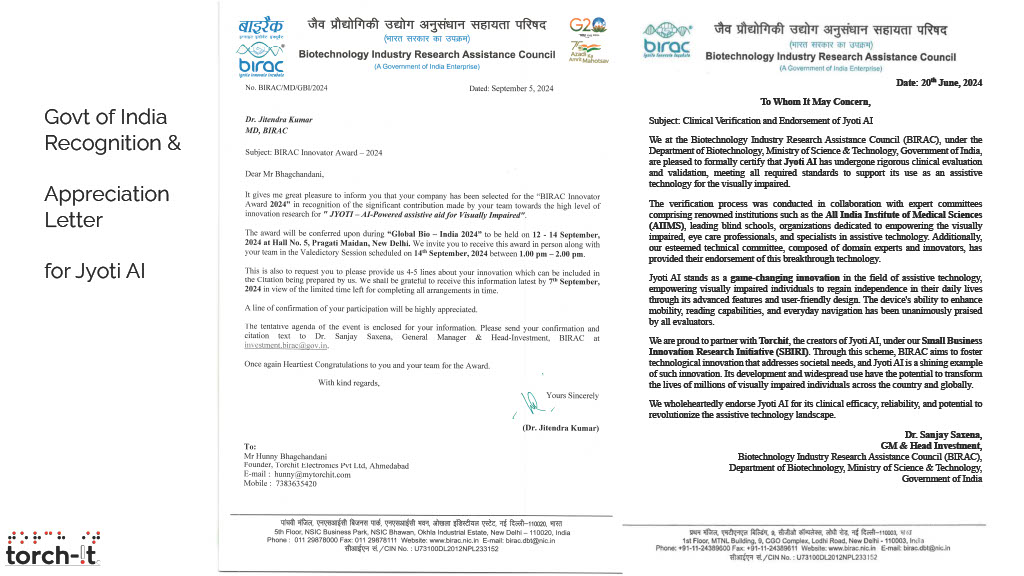 Govt of India
Recognition &
Appreciation
Letter
for Jyoti AI
torch-it
बाइरैक
birac
Ignite Innovate Incubate
जैव प्रौद्योगिकी उद्योग अनुसंधान सहायता परिषद
(भारत सरकार का उपक्रम)
Biotechnology Industry Research Assistance Council
(A Government of India Enterprise)
G20
Azadi Ka
Amrit Mahotsav
No. BIRAC/MD/GBI/2024
Dated: September 5, 2024
Dr. Jitendra Kumar
MD, BIRAC
Subject: BIRAC Innovator Award – 2024
Dear Mr Bhagchandani,
It gives me great pleasure to inform you that your company has been selected for the “BIRAC Innovator
Award 2024” in recognition of the significant contribution made by your team towards the high level of
innovation research for " JYOTI – AI-Powered assistive aid for Visually Impaired".
The award will be conferred upon during “Global Bio – India 2024” to be held on 12 - 14 September,
2024 at Hall No. 5, Pragati Maidan, New Delhi. We invite you to receive this award in person along with
your team in the Valedictory Session scheduled on 14th September, 2024 between 1.00 pm – 2.00 pm.
This is also to request you to please provide us 4-5 lines about your innovation which can be included in
the Citation being prepared by us. We shall be grateful to receive this information latest by 7th September,
2024 in view of the limited time left for completing all arrangements in time.
A line of confirmation of your participation will be highly appreciated.
The tentative agenda of the event is enclosed for your information. Please send your confirmation and
citation text to Dr. Sanjay Saxena, General Manager & Head-Investment, BIRAC at
investment.birac@gov.in.
Once again Heartiest Congratulations to you and your team for the Award.
With kind regards,
Yours Sincerely
(Dr. Jitendra Kumar)
To:
Mr Hunny Bhagchandani
Founder, Torchit Electronics Pvt Ltd, Ahmedabad
E-mail : hunny@mytorchit.com
Mobile : 7383635420
पांचवी मंजिल, एनएसआईसी बिजनस पार्क, एनएसआईसी भवन, ओखला इंडस्ट्रियल एस्टेट, नई दिल्ली–110020, भारत
5th Floor, NSIC Business Park, NSIC Bhawan, Okhla Industrial Estate, New Delhi – 110020, India
Phone : 011 29878000 Fax: 011 29878111 Website: www.birac.nic.in E-mail: birac.dbt@nic.in
सीआईएन सं./CIN No. : U73100DL2012NPL233152
birac
Ignite Innovate Incubate
जैव प्रौद्योगिकी उद्योग अनुसंधान सहायता परिषद
(भारत सरकार का उपक्रम)
Biotechnology Industry Research Assistance Council
(A Government of India Enterprise)
Date: 20th June, 2024
To Whom It May Concern,
Subject: Clinical Verification and Endorsement of Jyoti AI
We at the Biotechnology Industry Research Assistance Council (BIRAC), under the
Department of Biotechnology, Ministry of Science & Technology, Government of India,
are pleased to formally certify that Jyoti AI has undergone rigorous clinical evaluation
and validation, meeting all required standards to support its use as an assistive
technology for the visually impaired.
The verification process was conducted in collaboration with expert committees
comprising renowned institutions such as the All India Institute of Medical Sciences
(AIIMS), leading blind schools, organizations dedicated to empowering the visually
impaired, eye care professionals, and specialists in assistive technology. Additionally,
our esteemed technical committee, composed of domain experts and innovators, has
provided their endorsement of this breakthrough technology.
Jyoti AI stands as a game-changing innovation in the field of assistive technology,
empowering visually impaired individuals to regain independence in their daily lives
through its advanced features and user-friendly design. The device's ability to enhance
mobility, reading capabilities, and everyday navigation has been unanimously praised
by all evaluators.
We are proud to partner with Torchit, the creators of Jyoti AI, under our Small Business
Innovation Research Initiative (SBIRI). Through this scheme, BIRAC aims to foster
technological innovation that addresses societal needs, and Jyoti AI is a shining example
of such innovation. Its development and widespread use have the potential to transform
the lives of millions of visually impaired individuals across the country and globally.
We wholeheartedly endorse Jyoti AI for its clinical efficacy, reliability, and potential to
revolutionize the assistive technology landscape.
Dr. Sanjay Saxena,
GM & Head Investment,
Biotechnology Industry Research Assistance Council (BIRAC),
Department of Biotechnology, Ministry of Science & Technology,
Government of India
प्रथम मंजिल, एमटीएनएल बिल्डिंग, 9, सीजीओ कॉम्पलेक्स, लोधी रोड, नई दिल्ली -110003, भारत
1st Floor, MTNL Building, 9, CGO Complex, Lodhi Road, New Delhi - 110003, India
Phone: +91-11-24389600 Fax: +91-11-24389611 Website: www.birac.nic.in E-mail: birac.dbt@nic.in
सीआईएन सं./CIN No. : U73100DL2012NPL233152